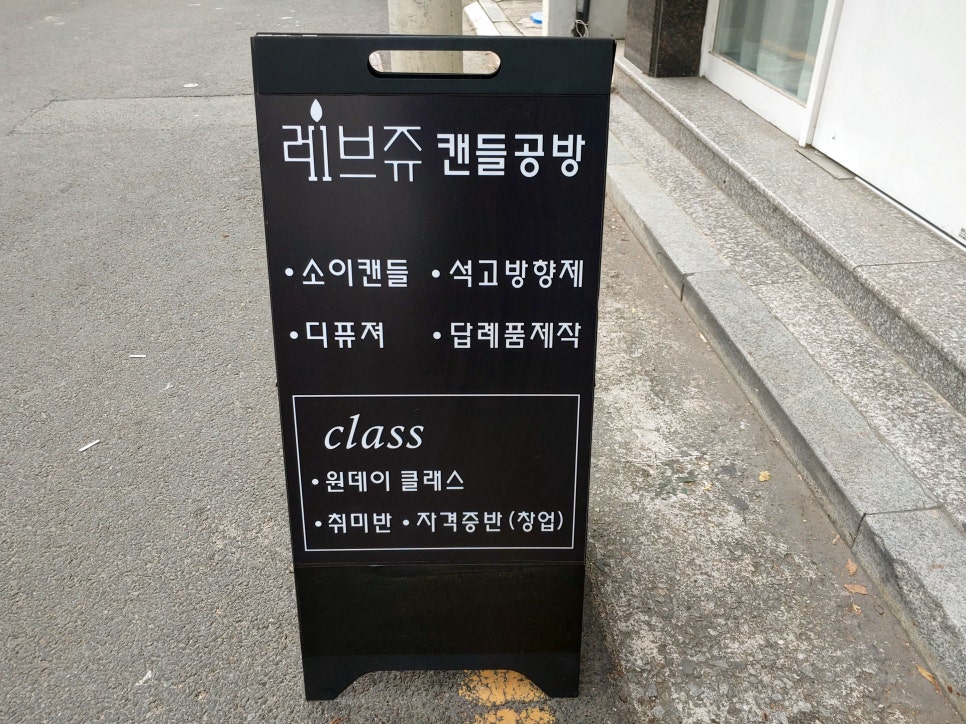 레브쥬 캔들공방
• 소이캔들 • 석고방향제
• 디퓨져 • 답례품제작
class
• 원데이 클래스
• 취미반 • 자격증반 (창업)